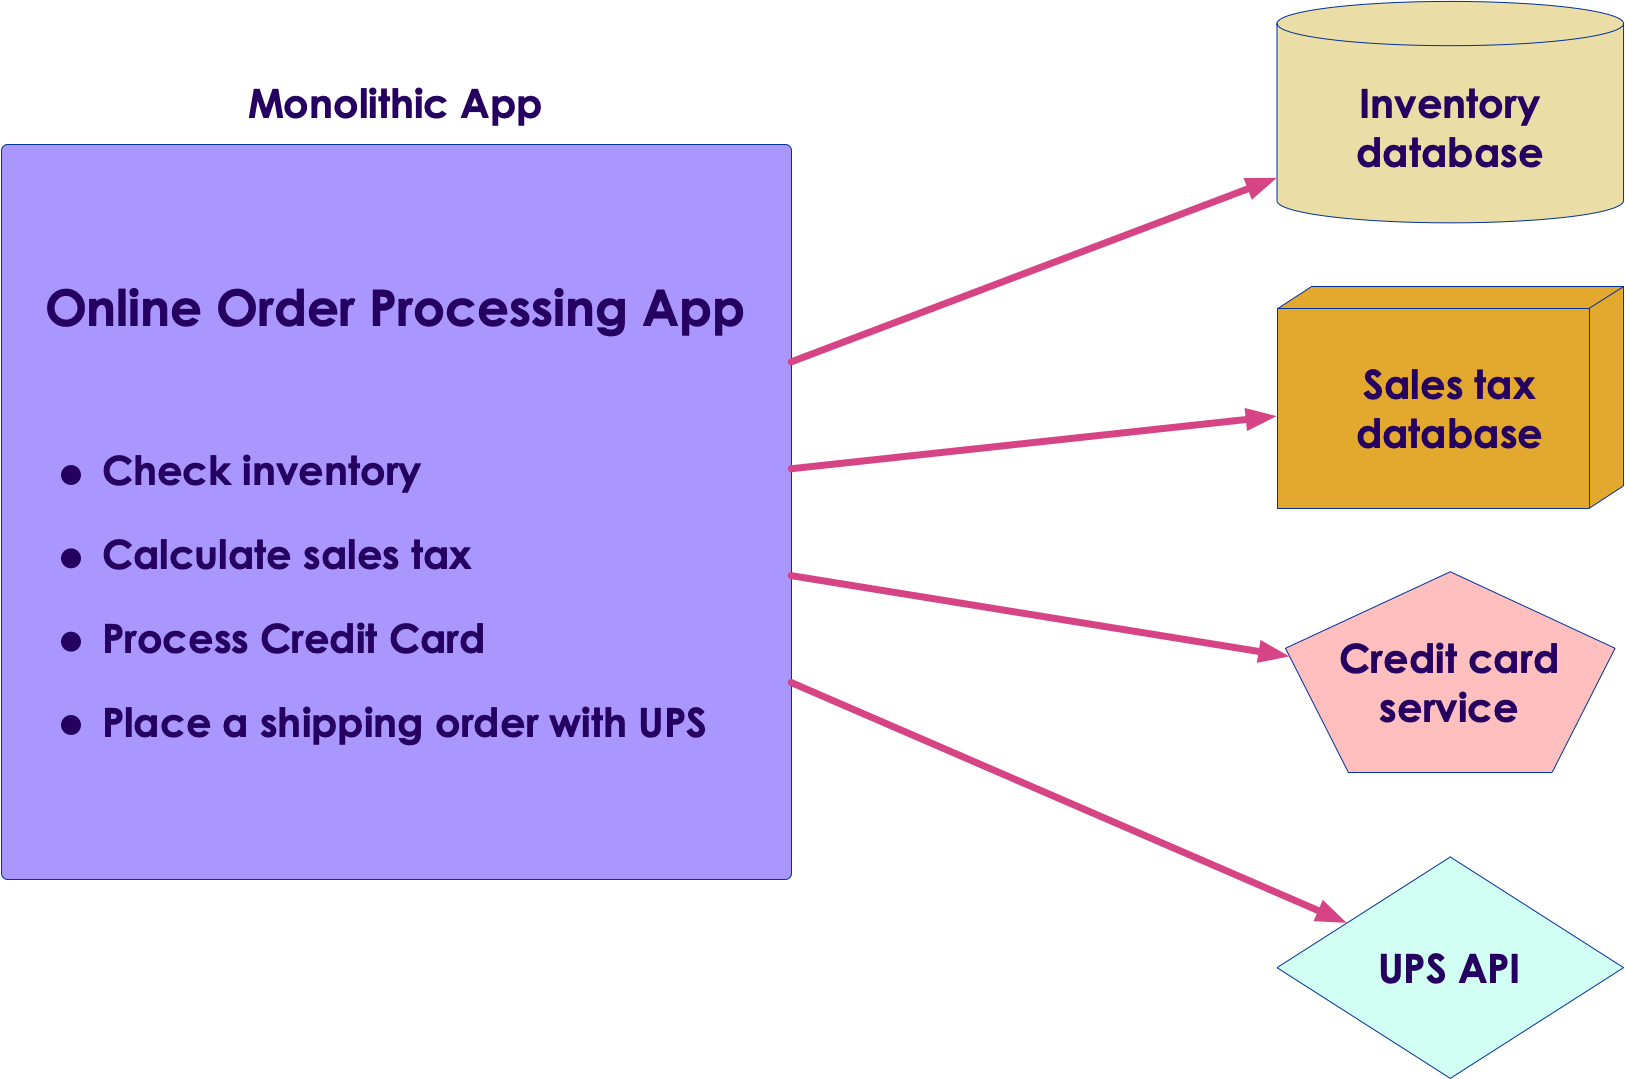 Monolithic App
Online Order Processing App
● Check inventory
● Calculate sales tax
● Process Credit Card
● Place a shipping order with UPS
Inventory
database
Sales tax
database
Credit card
service
UPS API